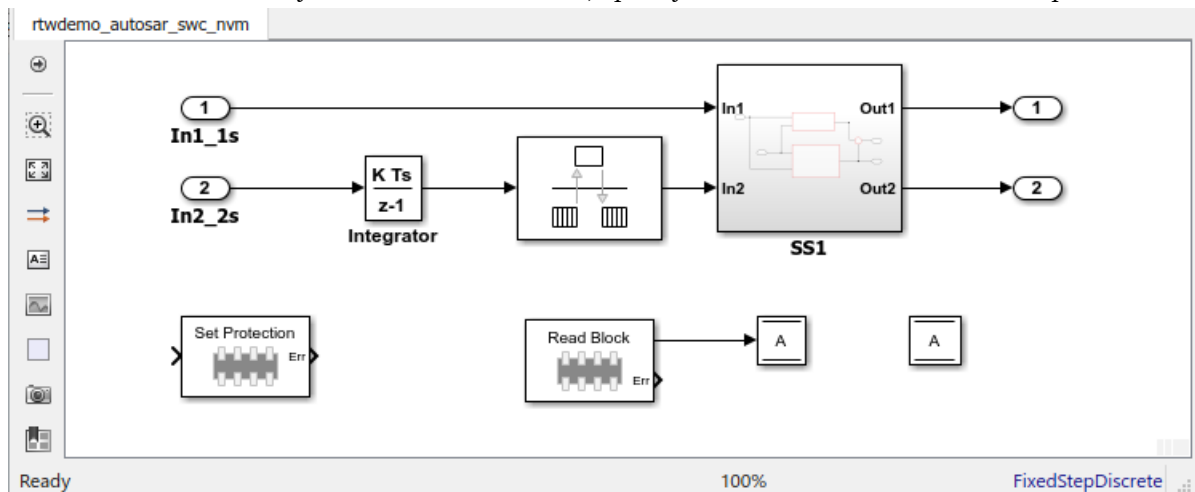 rtwdemo_autosar_swc_nvm
1
In1_1s
In1
Out1
1
2
In2_2s
K Ts
z-1
Integrator
In2
Out2
2
SS1
Set Protection
Err
Read Block
Err
A
A
A
Ready
100%
FixedStepDiscrete